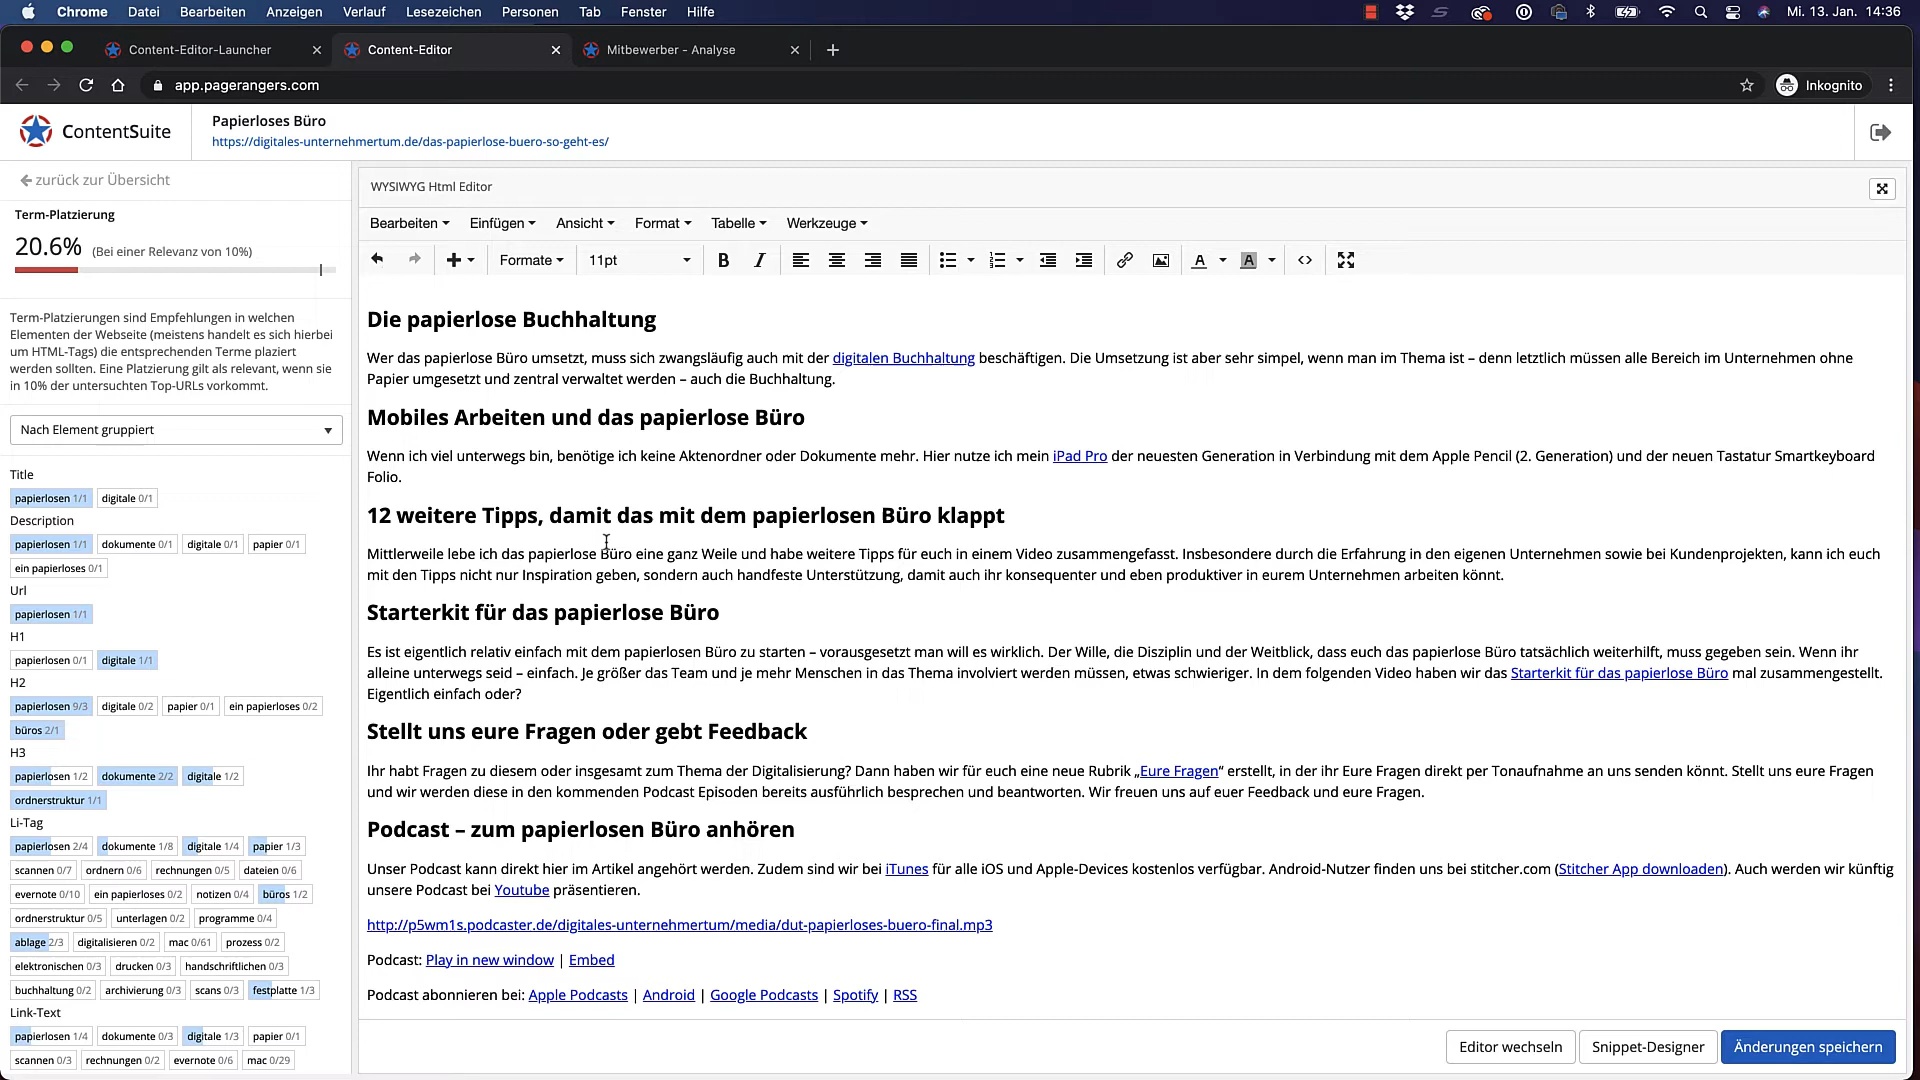 Chrome Datei Bearbeiten Anzeigen Verlauf Lesezeichen Personen Tab Fenster Hilfe Mi. 13. Jan. 14:36
Content-Editor-Launcher Content-Editor Mitbewerber - Analyse
app.pagerangers.com Inkognito
ContentSuite
Papierloses Büro
https://digitales-unternehmertum.de/das-papierlose-buero-so-geht-es/
zurück zur Übersicht
Term-Platzierung
20.6% (Bei einer Relevanz von 10%)
Term-Platzierungen sind Empfehlungen in welchen
Elementen der Webseite (meistens handelt es sich hierbei
um HTML-Tags) die entsprechenden Terme plaziert
werden sollten. Eine Platzierung gilt als relevant, wenn sie
in 10% der untersuchten Top-URLs vorkommt.
Nach Element gruppiert
Title
papierlosen 1/1 digitale 0/1
Description
papierlosen 1/1 dokumente 0/1 digitale 0/1 papier 0/1
ein papierloses 0/1
Url
papierlosen 1/1
H1
papierlosen 0/1 digitale 1/1
H2
papierlosen 9/3 digitale 0/2 papier 0/1 ein papierloses 0/2
büros 2/1
H3
papierlosen 1/2 dokumente 2/2 digitale 1/2
ordnerstruktur 1/1
Li-Tag
papierlosen 2/4 dokumente 1/8 digitale 1/4 papier 1/3
scannen 0/7 ordnern 0/6 rechnungen 0/5 dateien 0/6
evernote 0/10 ein papierloses 0/2 notizen 0/4 büros 1/2
ordnerstruktur 0/5 unterlagen 0/2 programme 0/4
ablage 2/3 digitalisieren 0/2 mac 0/61 prozess 0/2
elektronischen 0/3 drucken 0/3 handschriftlichen 0/3
buchhaltung 0/2 archivierung 0/3 scans 0/3 festplatte 1/3
Link-Text
papierlosen 1/4 dokumente 0/3 digitale 1/3 papier 0/1
scannen 0/3 rechnungen 0/2 evernote 0/6 mac 0/29
WYSIWYG Html Editor
Bearbeiten Einfügen Ansicht Format Tabelle Werkzeuge
Formate 11pt B I A A
Die papierlose Buchhaltung
Wer das papierlose Büro umsetzt, muss sich zwangsläufig auch mit der digitalen Buchhaltung beschäftigen. Die Umsetzung ist aber sehr simpel, wenn man im Thema ist – denn letztlich müssen alle Bereich im Unternehmen ohne
Papier umgesetzt und zentral verwaltet werden – auch die Buchhaltung.
Mobiles Arbeiten und das papierlose Büro
Wenn ich viel unterwegs bin, benötige ich keine Aktenordner oder Dokumente mehr. Hier nutze ich mein iPad Pro der neuesten Generation in Verbindung mit dem Apple Pencil (2. Generation) und der neuen Tastatur Smartkeyboard
Folio.
12 weitere Tipps, damit das mit dem papierlosen Büro klappt
Mittlerweile lebe ich das papierlose Büro eine ganz Weile und habe weitere Tipps für euch in einem Video zusammengefasst. Insbesondere durch die Erfahrung in den eigenen Unternehmen sowie bei Kundenprojekten, kann ich euch
mit den Tipps nicht nur Inspiration geben, sondern auch handfeste Unterstützung, damit auch ihr konsequenter und eben produktiver in eurem Unternehmen arbeiten könnt.
Starterkit für das papierlose Büro
Es ist eigentlich relativ einfach mit dem papierlosen Büro zu starten – vorausgesetzt man will es wirklich. Der Wille, die Disziplin und der Weitblick, dass euch das papierlose Büro tatsächlich weiterhilft, muss gegeben sein. Wenn ihr
alleine unterwegs seid – einfach. Je größer das Team und je mehr Menschen in das Thema involviert werden müssen, etwas schwieriger. In dem folgenden Video haben wir das Starterkit für das papierlose Büro mal zusammengestellt.
Eigentlich einfach oder?
Stellt uns eure Fragen oder gebt Feedback
Ihr habt Fragen zu diesem oder insgesamt zum Thema der Digitalisierung? Dann haben wir für euch eine neue Rubrik „Eure Fragen“ erstellt, in der ihr Eure Fragen direkt per Tonaufnahme an uns senden könnt. Stellt uns eure Fragen
und wir werden diese in den kommenden Podcast Episoden bereits ausführlich besprechen und beantworten. Wir freuen uns auf euer Feedback und eure Fragen.
Podcast – zum papierlosen Büro anhören
Unser Podcast kann direkt hier im Artikel angehört werden. Zudem sind wir bei iTunes für alle iOS und Apple-Devices kostenlos verfügbar. Android-Nutzer finden uns bei stitcher.com (Stitcher App downloaden). Auch werden wir künftig
unsere Podcast bei Youtube präsentieren.
http://p5wm1s.podcaster.de/digitales-unternehmertum/media/dut-papierloses-buero-final.mp3
Podcast: Play in new window | Embed
Podcast abonnieren bei: Apple Podcasts | Android | Google Podcasts | Spotify | RSS
Editor wechseln Snippet-Designer Änderungen speichern